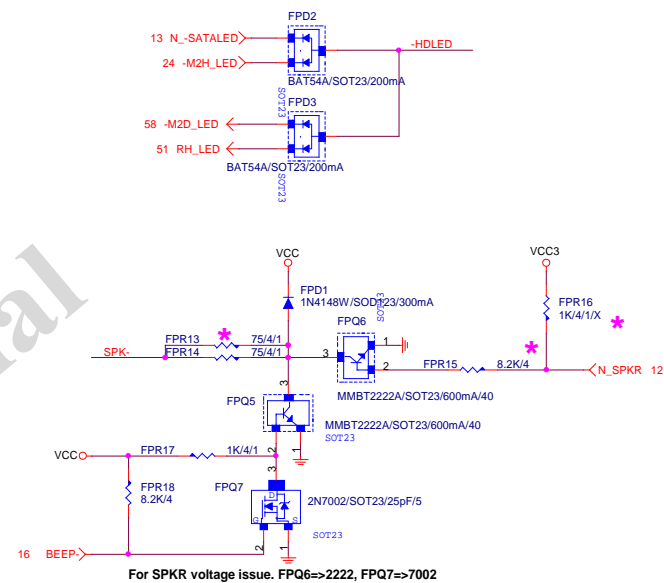 FPD2
13 N_-SATALED
24 -M2H_LED
-HDLED
BAT54A/SOT23/200mA
SOT23
FPD3
58 -M2D_LED
51 RH_LED
BAT54A/SOT23/200mA
SOT23
VCC
VCC3
FPD1
1N4148W/SOD123/300mA
SOT23
FPR16
1K/4/1/X
*
FPQ6
FPR13 * 75/4/1
SPK-
FPR14 75/4/1
3
1
2
FPR15 8.2K/4
*
N_SPKR 12
MMBT2222A/SOT23/600mA/40
3
FPQ5
MMBT2222A/SOT23/600mA/40
SOT23
2
1
VCC
FPR17 1K/4/1
3
FPR18
8.2K/4
FPQ7
D
G
S
2N7002/SOT23/25pF/5
SOT23
2
1
16 BEEP-
For SPKR voltage issue. FPQ6=>2222, FPQ7=>7002